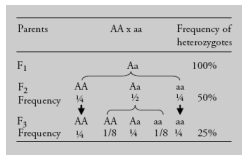 Parents AA x aa Frequency of
heterozygotes
F₁ Aa 100%
F₂ AA Aa aa
Frequency ¼ ½ ¼ 50%
F₃ AA AA Aa aa aa
Frequency ¼ 1/8 ¼ 1/8 ¼ 25%